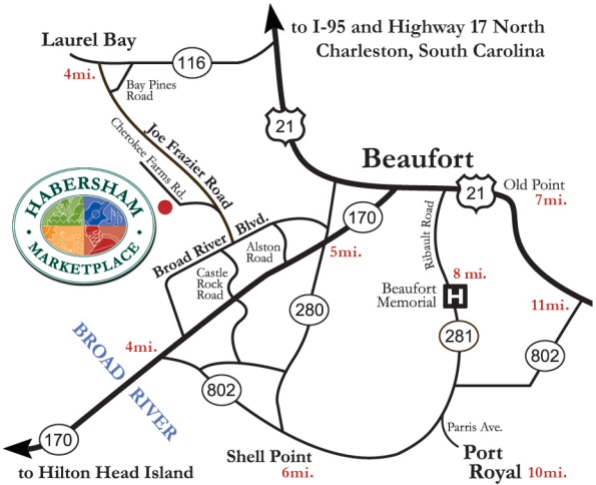 to I-95 and Highway 17 North
Charleston, South Carolina
Laurel Bay
4mi.
116
Bay Pines
Road
21
Joe Frazier Road
Cherokee Farms Rd.
Beaufort
21
Old Point
7mi.
HABERSHAM
MARKETPLACE
170
Broad River Blvd.
Alston
Road
5mi.
Ribault Road
Castle
Rock
Road
8 mi.
Beaufort
Memorial
H
11mi.
280
281
4mi.
802
BROAD RIVER
802
Parris Ave.
170
to Hilton Head Island
Shell Point
6mi.
Port
Royal 10mi.